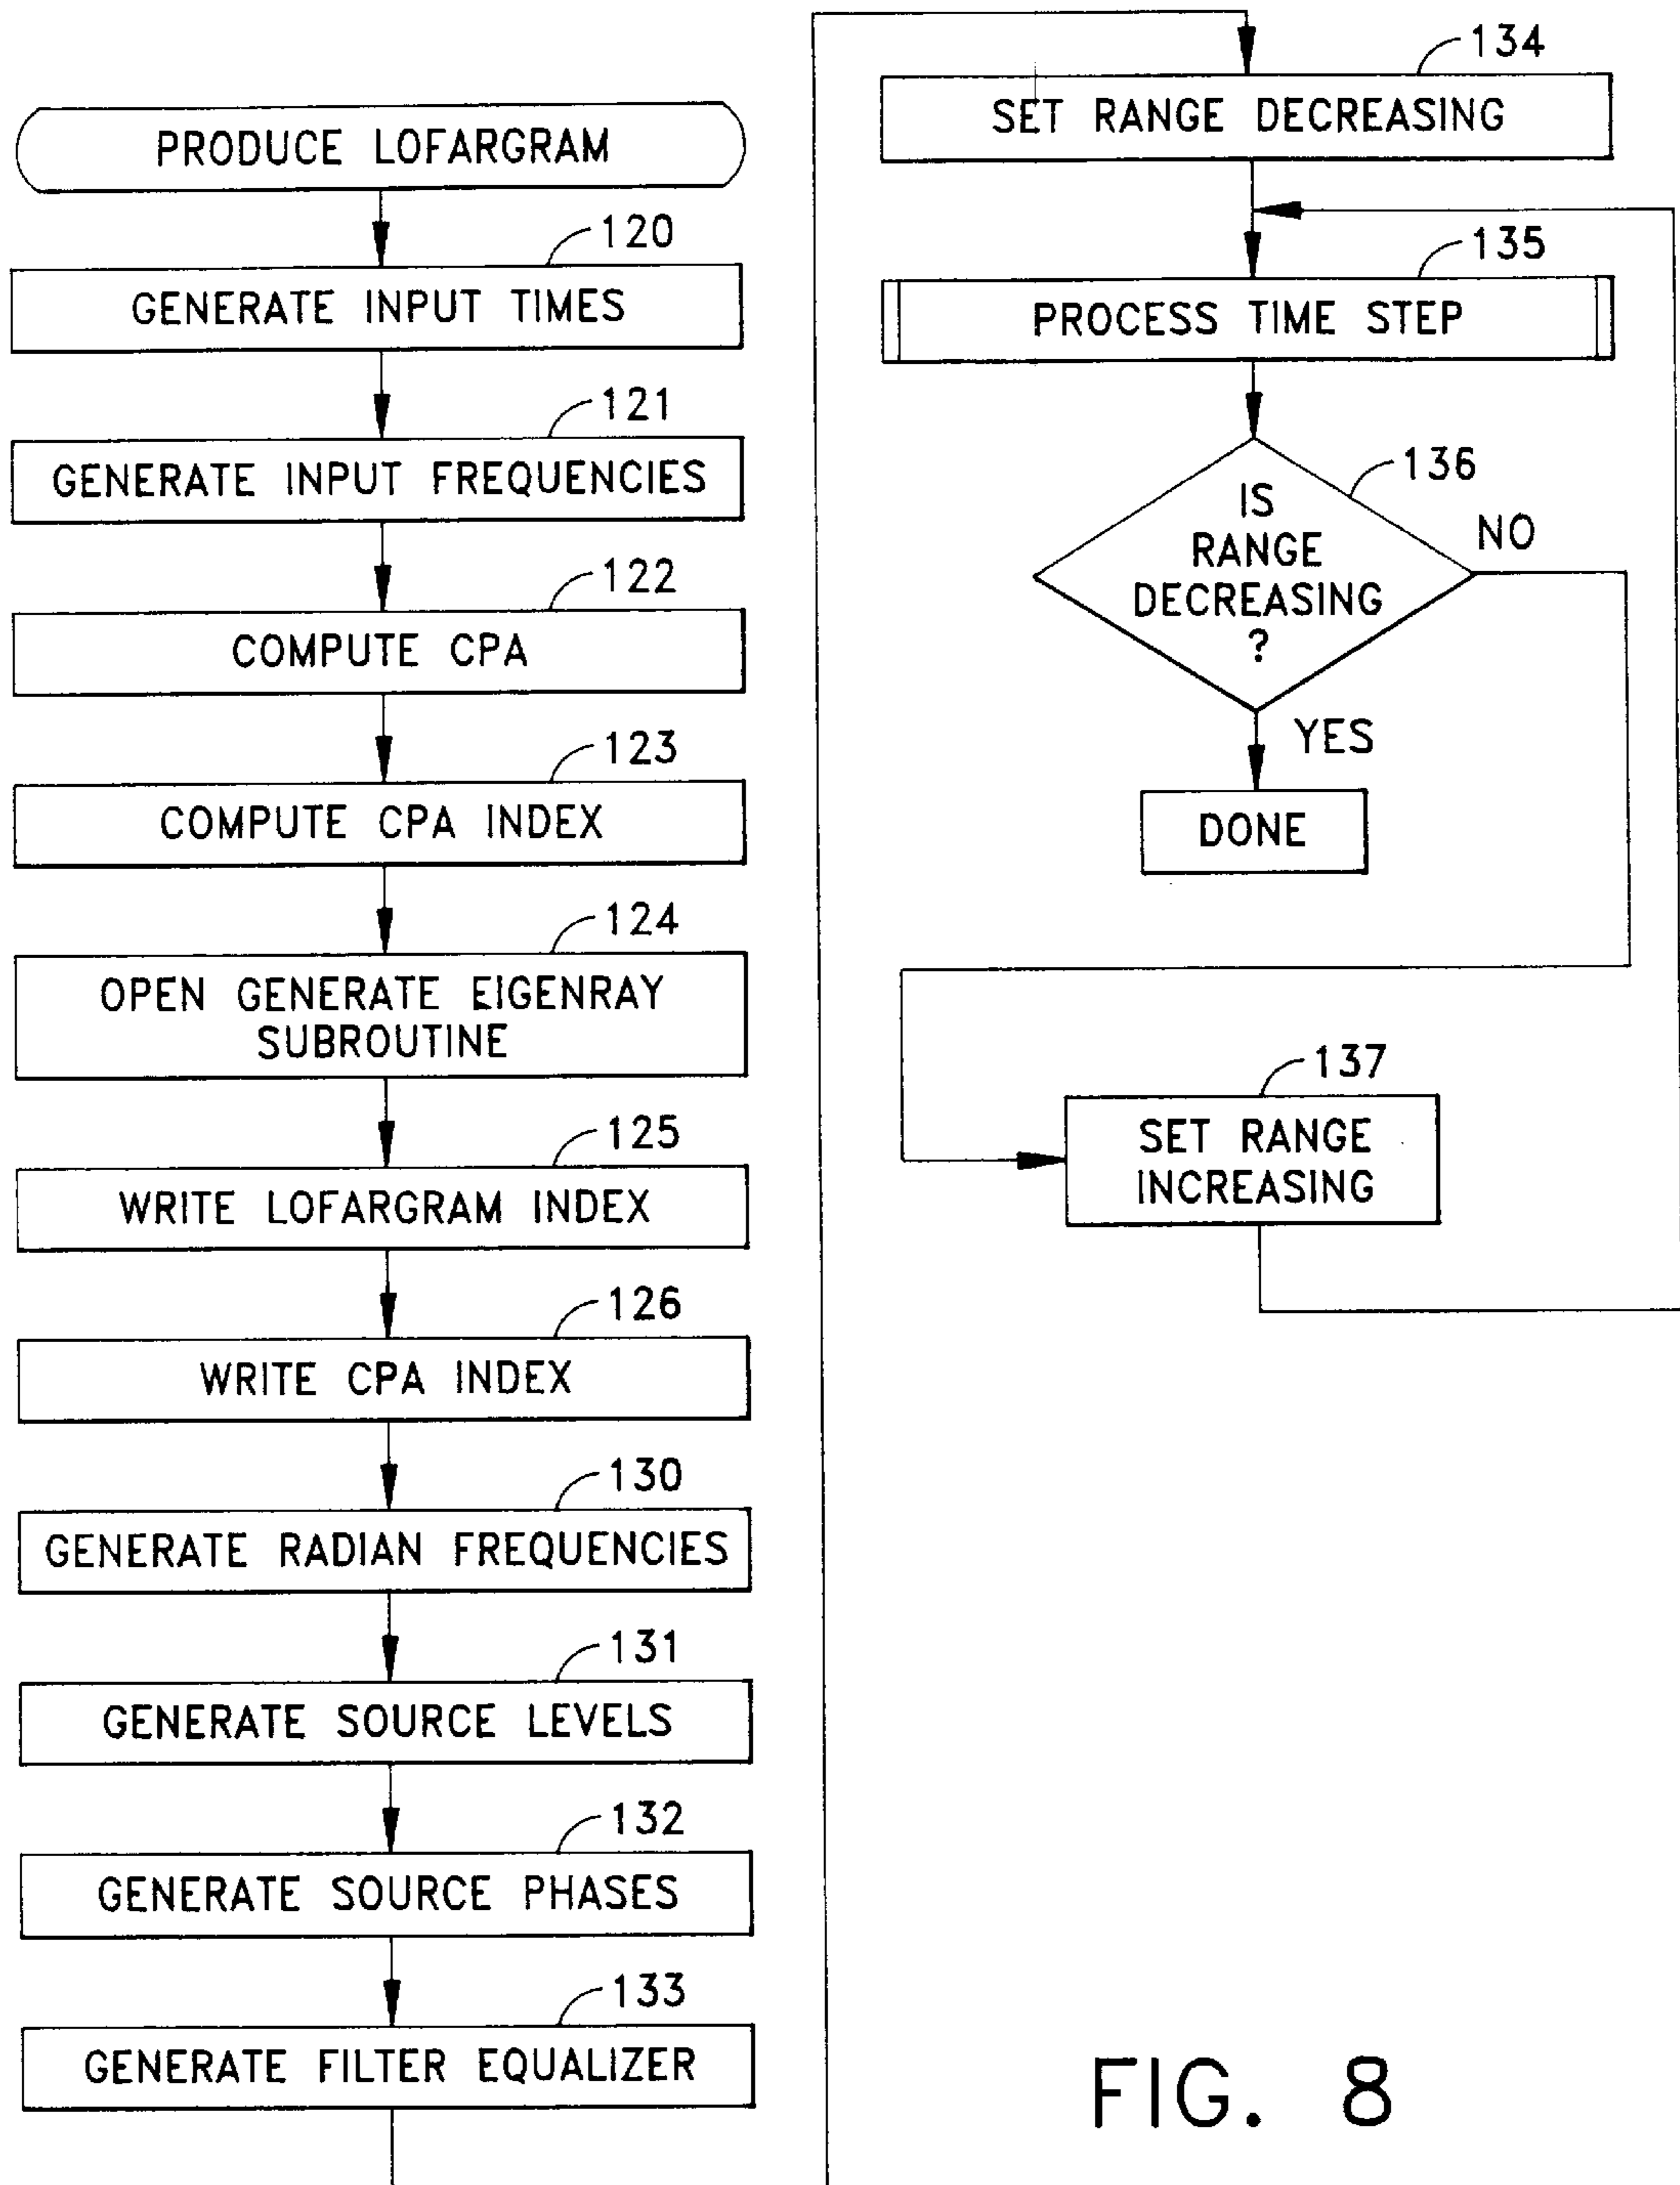 PRODUCE LOFARGRAM
120
GENERATE INPUT TIMES
121
GENERATE INPUT FREQUENCIES
122
COMPUTE CPA
123
COMPUTE CPA INDEX
124
OPEN GENERATE EIGENRAY
SUBROUTINE
125
WRITE LOFARGRAM INDEX
126
WRITE CPA INDEX
130
GENERATE RADIAN FREQUENCIES
131
GENERATE SOURCE LEVELS
132
GENERATE SOURCE PHASES
133
GENERATE FILTER EQUALIZER
134
SET RANGE DECREASING
135
PROCESS TIME STEP
136
IS
RANGE
DECREASING
?
NO
YES
DONE
137
SET RANGE
INCREASING
FIG. 8